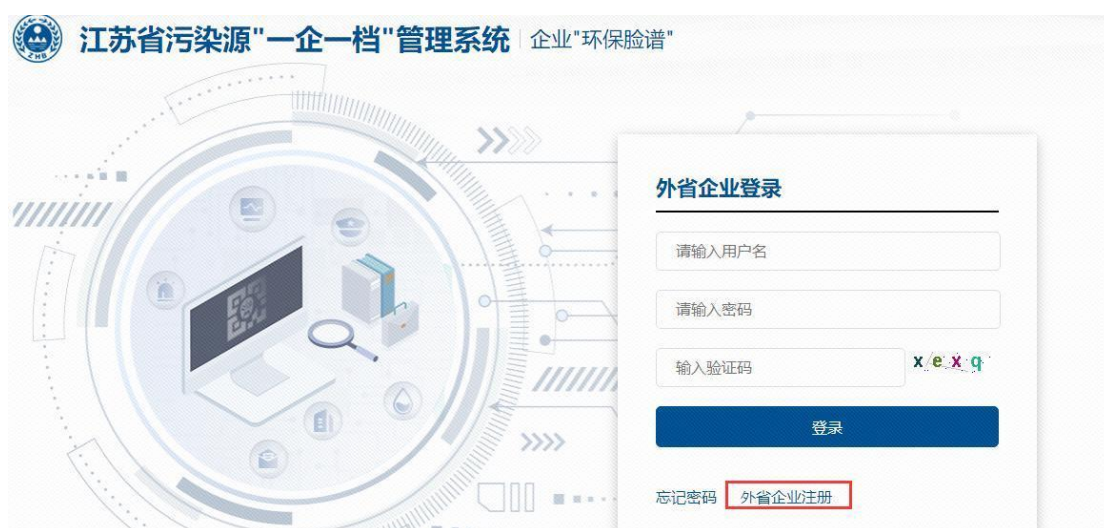 江苏省污染源"一企一档"管理系统 企业"环保脸谱"
ZHB
外省企业登录
请输入用户名
请输入密码
输入验证码 x e x q
登录
忘记密码 外省企业注册